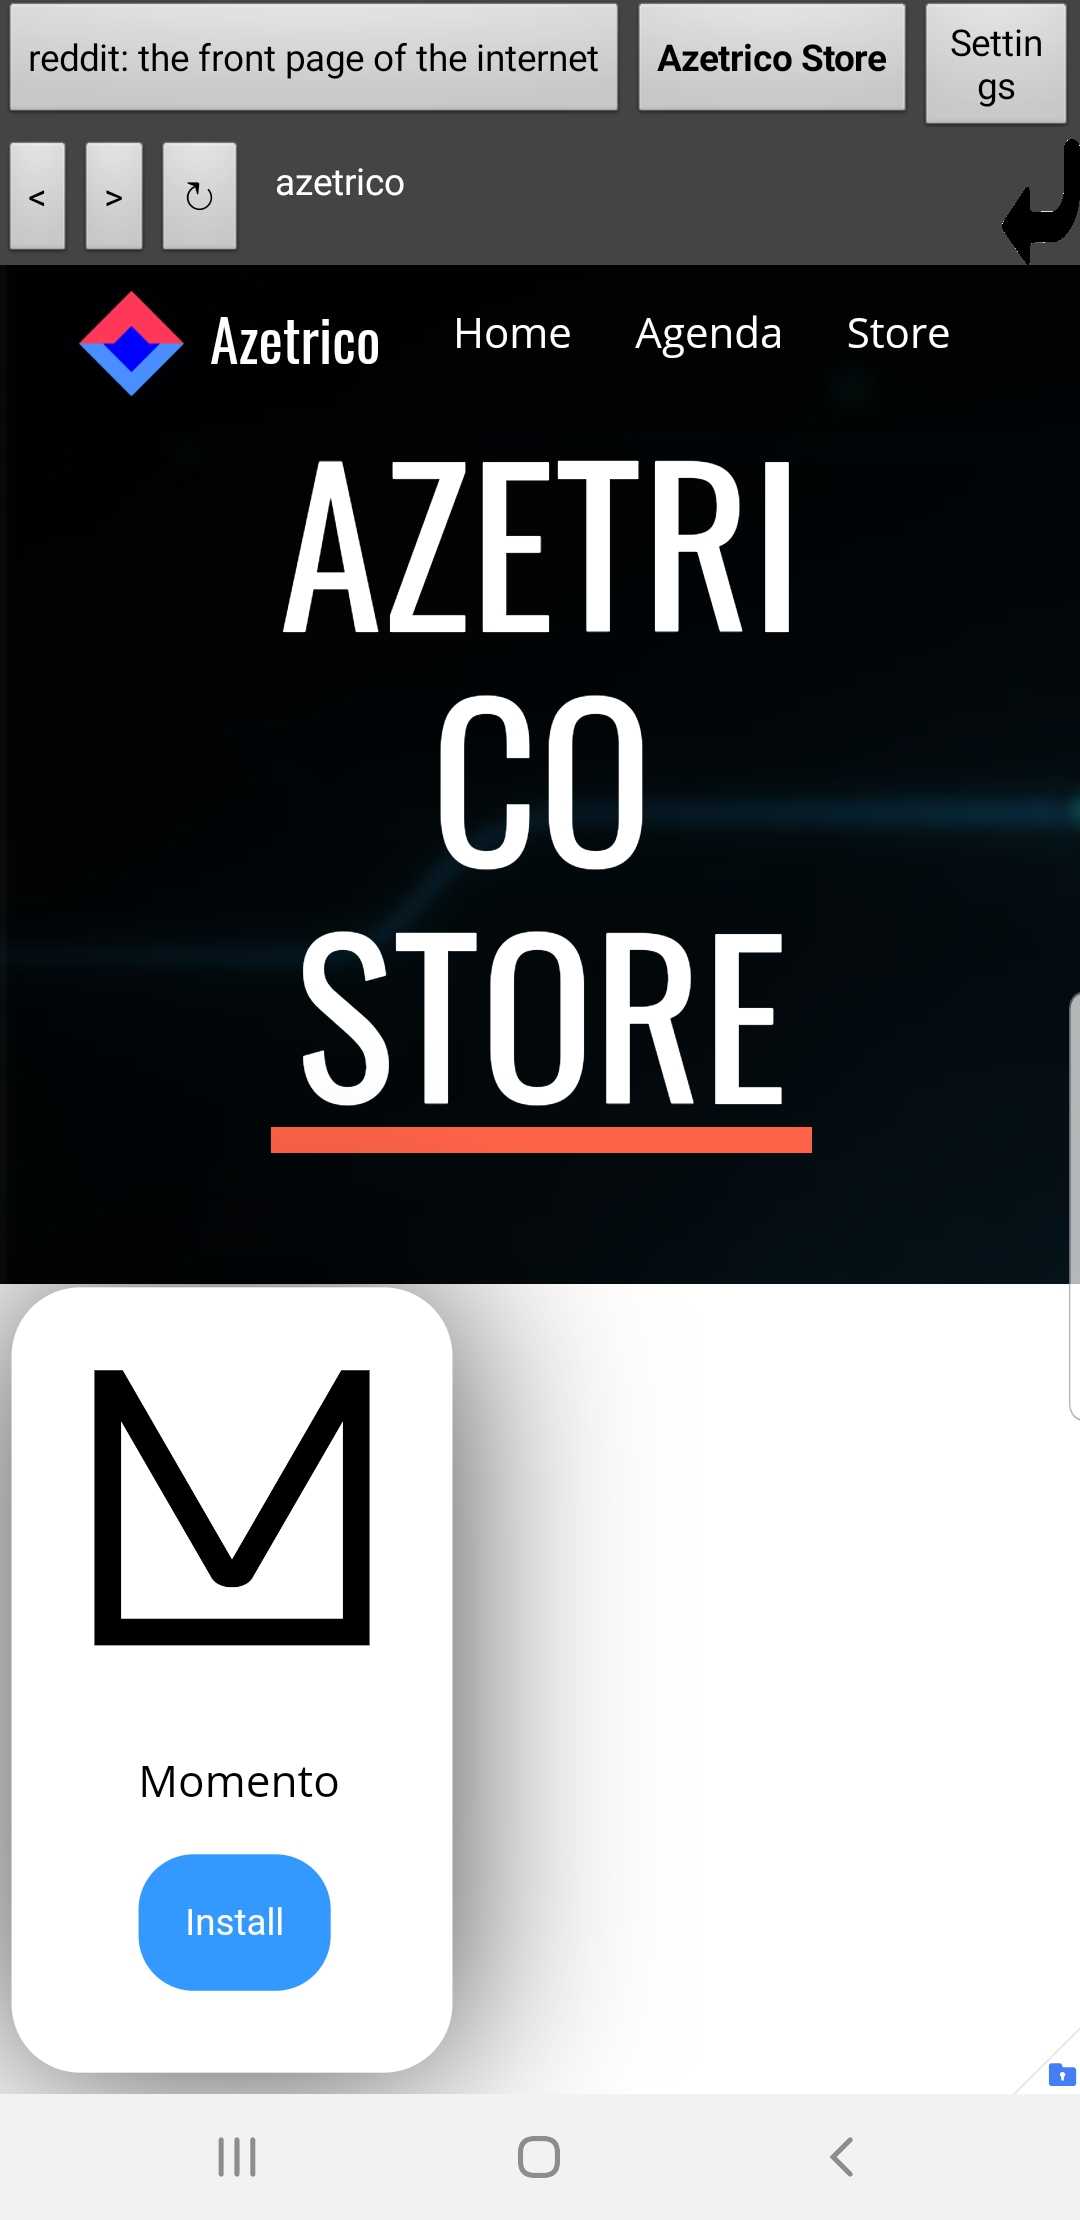 reddit: the front page of the internet
Azetrico Store
Settin
gs
<
>
↻
azetrico
Azetrico
Home
Agenda
Store
AZETRI
CO
STORE
Momento
Install